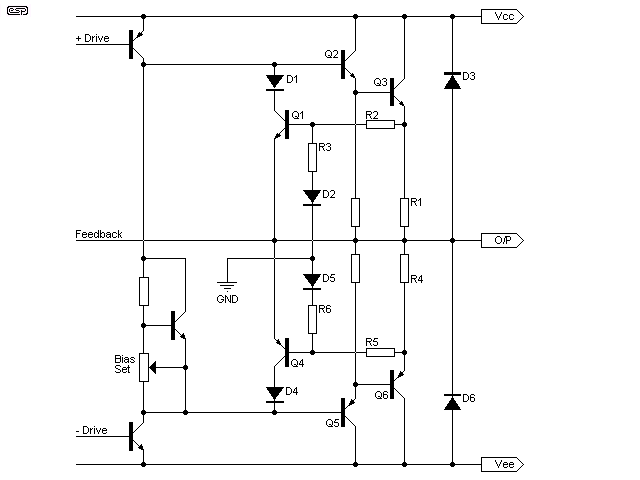 esp
Vcc
+ Drive
Q2
D1
Q3
D3
Q1
R2
R3
D2
R1
Feedback
O/P
D5
R4
GND
R6
R5
Bias
Set
Q4
D4
Q6
D6
Q5
- Drive
Vee